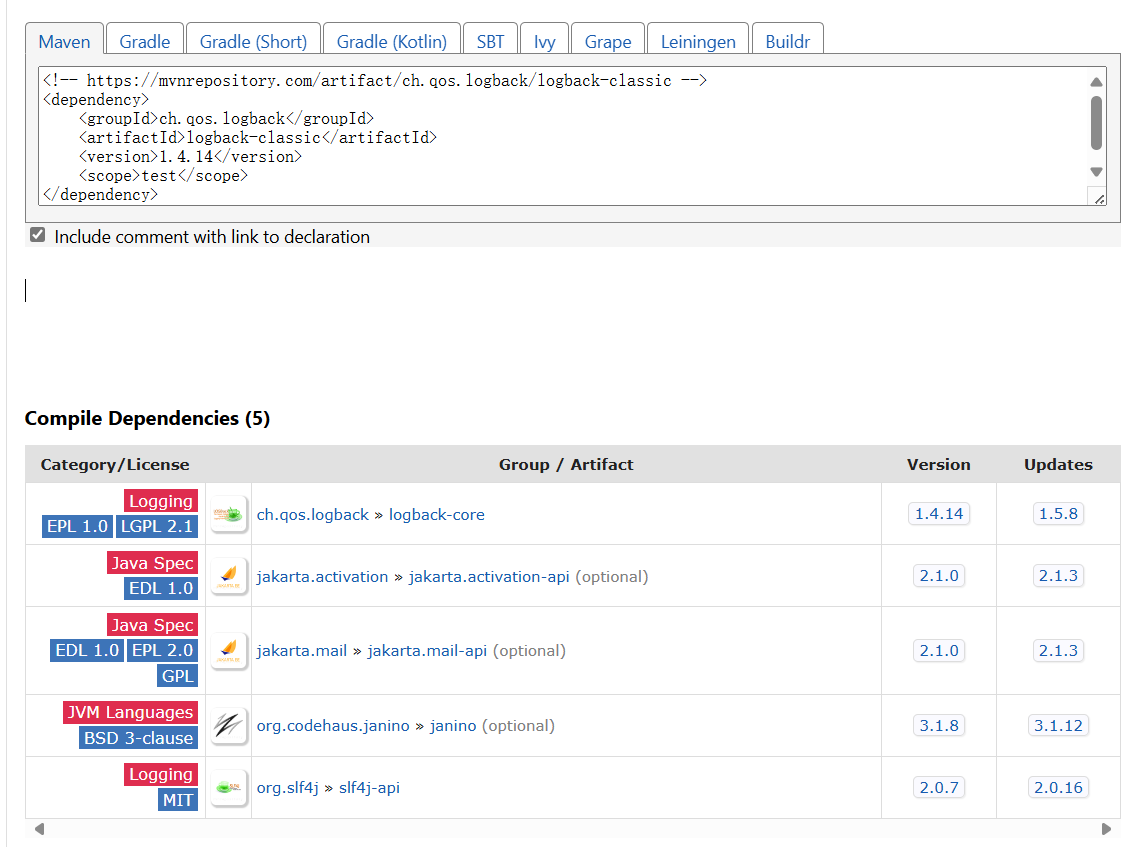 Maven Gradle Gradle (Short) Gradle (Kotlin) SBT Ivy Grape Leiningen Buildr
<!-- https://mvnrepository.com/artifact/ch.qos.logback/logback-classic -->
<dependency>
    <groupId>ch.qos.logback</groupId>
    <artifactId>logback-classic</artifactId>
    <version>1.4.14</version>
    <scope>test</scope>
</dependency>
Include comment with link to declaration
Compile Dependencies (5)
Category/License Group / Artifact Version Updates
Logging
EPL 1.0 LGPL 2.1
ch.qos.logback » logback-core 1.4.14 1.5.8
Java Spec
EDL 1.0
jakarta.activation » jakarta.activation-api (optional) 2.1.0 2.1.3
Java Spec
EDL 1.0 EPL 2.0
GPL
jakarta.mail » jakarta.mail-api (optional) 2.1.0 2.1.3
JVM Languages
BSD 3-clause
org.codehaus.janino » janino (optional) 3.1.8 3.1.12
Logging
MIT
org.slf4j » slf4j-api 2.0.7 2.0.16